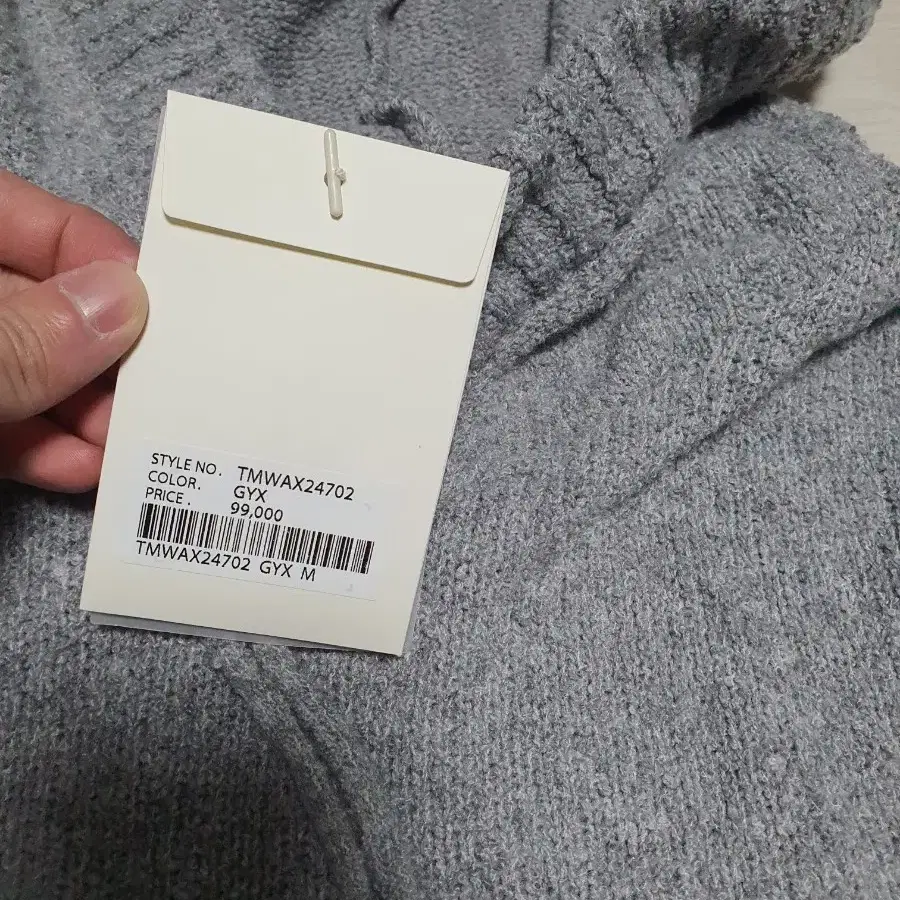 STYLE NO. TMWAX24702
COLOR. GYX
PRICE . 99,000
TMWAX24702 GYX M